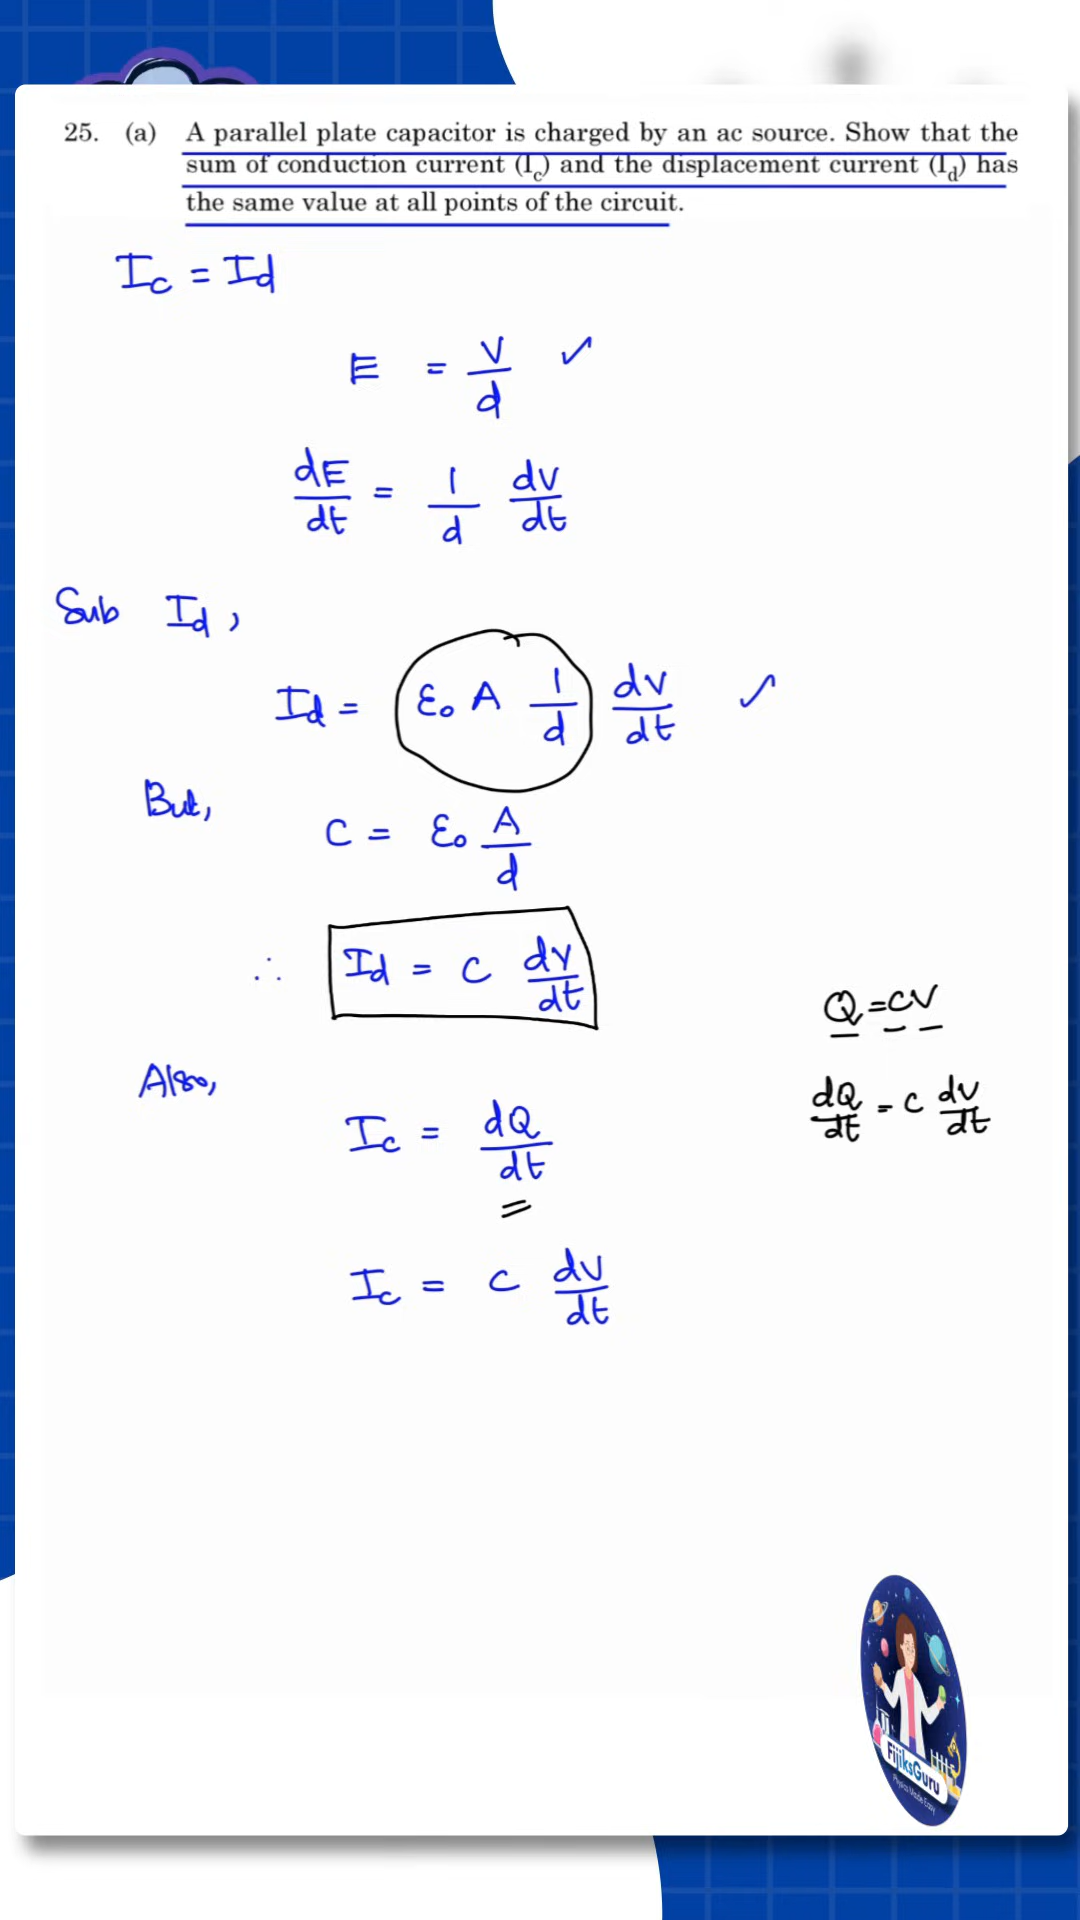 25. (a) A parallel plate capacitor is charged by an ac source. Show that the
sum of conduction current (I_c) and the displacement current (I_d) has
the same value at all points of the circuit.
I_c = I_d
E = V/d ✓
dE/dt = 1/d dV/dt
Sub I_d,
I_d = ε₀ A 1/d dV/dt ✓
But,
C = ε₀ A/d
∴ I_d = C dV/dt
Q = CV
Also,
dQ/dt = C dV/dt
I_c = dQ/dt
=
I_c = C dV/dt
FijiksGuru
Physics Made Easy